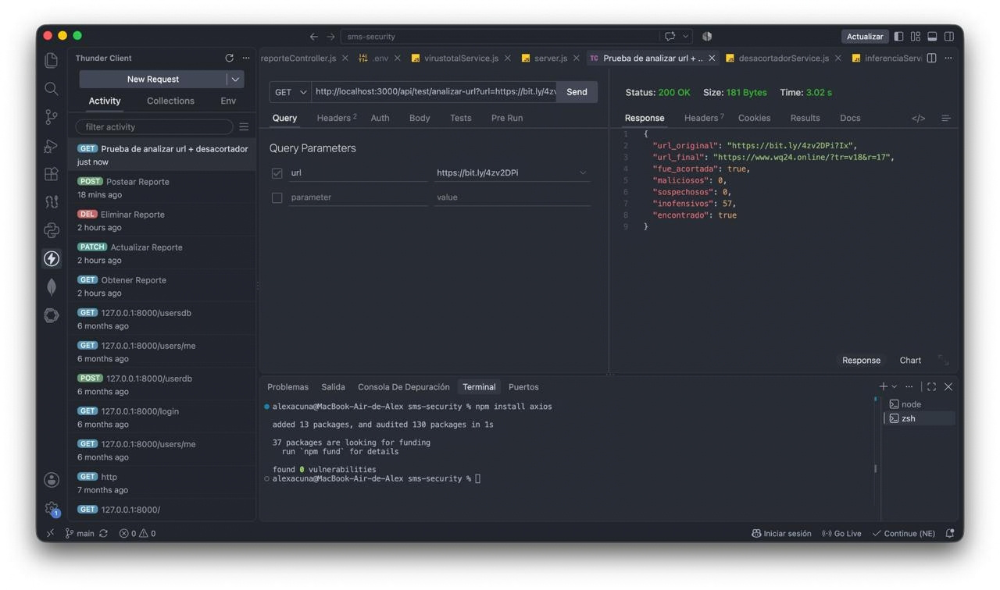 sms-security
Actualizar
Thunder Client
reporteController.js
.env
virustotalService.js
server.js
TC Prueba de analizar url + ..
desacortadorService.js
inferenciaServi
New Request
Activity
Collections
Env
filter activity
GET Prueba de analizar url + desacortador
just now
POST Postear Reporte
18 mins ago
DEL Eliminar Reporte
2 hours ago
PATCH Actualizar Reporte
2 hours ago
GET Obtener Reporte
2 hours ago
GET 127.0.0.1:8000/usersdb
6 months ago
GET 127.0.0.1:8000/users/me
6 months ago
POST 127.0.0.1:8000/userdb
6 months ago
GET 127.0.0.1:8000/login
6 months ago
GET 127.0.0.1:8000/users/me
6 months ago
GET http
7 months ago
GET 127.0.0.1:8000/
GET
http://localhost:3000/api/test/analizar-url?url=https://bit.ly/4zv
Send
Query
Headers 2
Auth
Body
Tests
Pre Run
Query Parameters
url
https://bit.ly/4zv2DPi
parameter
value
Status: 200 OK Size: 181 Bytes Time: 3.02 s
Response
Headers 7
Cookies
Results
Docs
</>
1 {
2 "url_original": "https://bit.ly/4zv2DPi?Ix",
3 "url_final": "https://www.wq24.online/?tr=v18&r=17",
4 "fue_acortada": true,
5 "maliciosos": 0,
6 "sospechosos": 0,
7 "inofensivos": 57,
8 "encontrado": true
9 }
Response
Chart
Problemas
Salida
Consola De Depuración
Terminal
Puertos
alexacuna@MacBook-Air-de-Alex sms-security % npm install axios
added 13 packages, and audited 130 packages in 1s
37 packages are looking for funding
run `npm fund` for details
found 0 vulnerabilities
alexacuna@MacBook-Air-de-Alex sms-security %
node
zsh
1
main
0
0
Iniciar sesión
Go Live
Continue (NE)